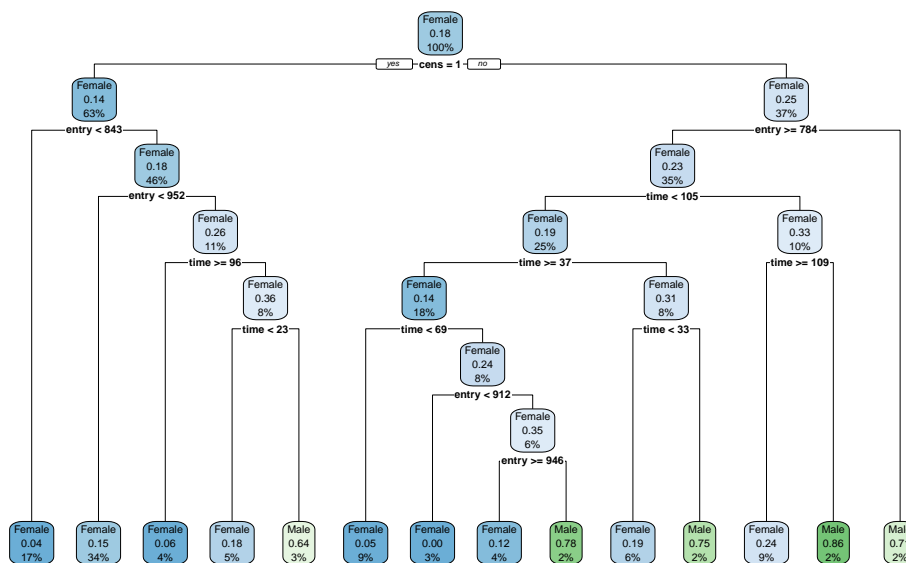 Female
0.18
100%
yes cens = 1 no
Female
0.14
63%
Female
0.25
37%
entry < 843
entry >= 784
Female
0.18
46%
Female
0.23
35%
entry < 952
time < 105
Female
0.26
11%
Female
0.19
25%
Female
0.33
10%
time >= 96
time >= 37
time >= 109
Female
0.36
8%
Female
0.14
18%
Female
0.31
8%
time < 23
time < 69
time < 33
Female
0.24
8%
entry < 912
Female
0.35
6%
entry >= 946
Female
0.04
17%
Female
0.15
34%
Female
0.06
4%
Female
0.18
5%
Male
0.64
3%
Female
0.05
9%
Female
0.00
3%
Female
0.12
4%
Male
0.78
2%
Female
0.19
6%
Male
0.75
2%
Female
0.24
9%
Male
0.86
2%
Male
0.71
2%